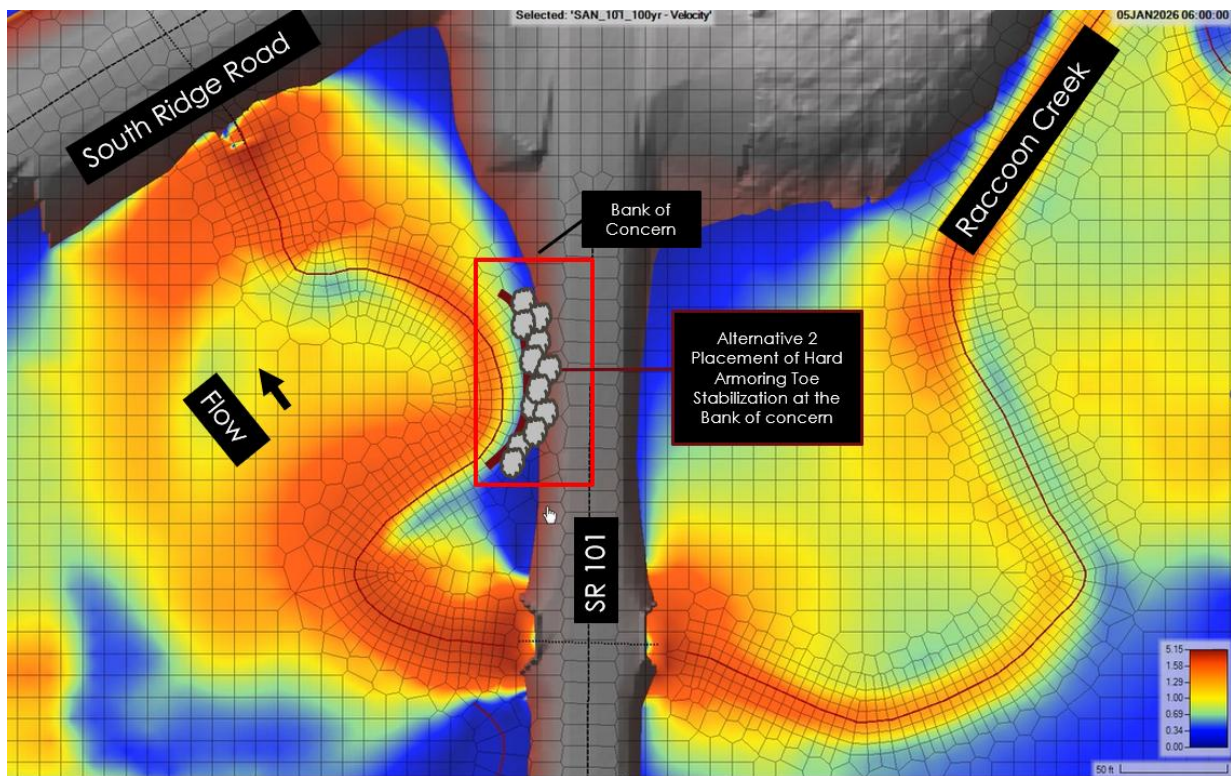 Selected: 'SAN_101_100yr - Velocity'
05JAN2026 06:00:00
South Ridge Road
Raccoon Creek
Bank of
Concern
Alternative 2
Placement of Hard
Armoring Toe
Stabilization at the
Bank of concern
Flow
SR 101
5.15
1.58
1.29
1.00
0.69
0.34
0.00
50 ft